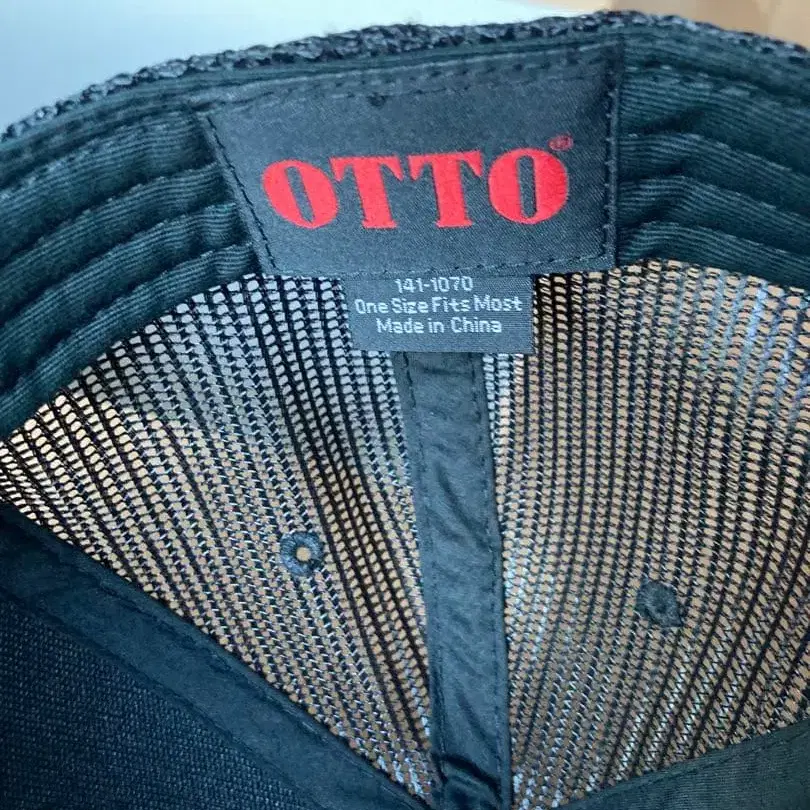 OTTO®
141-1070
One Size Fits Most
Made in China